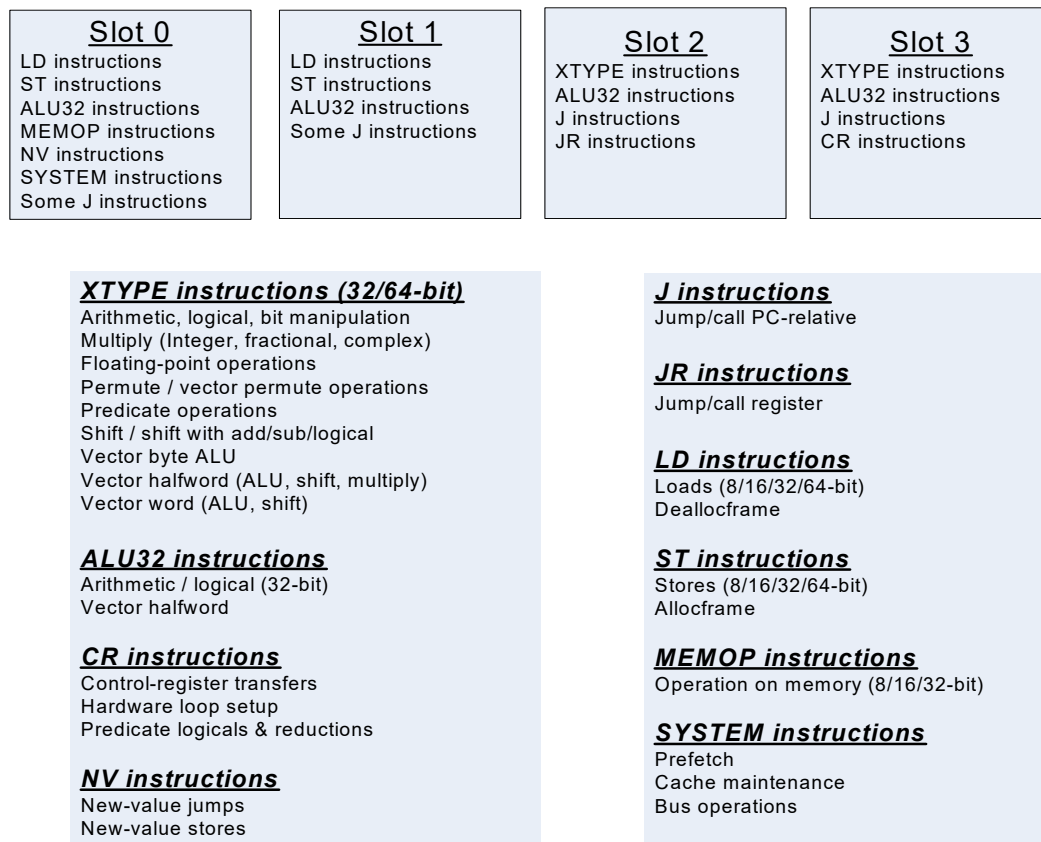 Slot 0
LD instructions
ST instructions
ALU32 instructions
MEMOP instructions
NV instructions
SYSTEM instructions
Some J instructions
Slot 1
LD instructions
ST instructions
ALU32 instructions
Some J instructions
Slot 2
XTYPE instructions
ALU32 instructions
J instructions
JR instructions
Slot 3
XTYPE instructions
ALU32 instructions
J instructions
CR instructions
XTYPE instructions (32/64-bit)
Arithmetic, logical, bit manipulation
Multiply (Integer, fractional, complex)
Floating-point operations
Permute / vector permute operations
Predicate operations
Shift / shift with add/sub/logical
Vector byte ALU
Vector halfword (ALU, shift, multiply)
Vector word (ALU, shift)
ALU32 instructions
Arithmetic / logical (32-bit)
Vector halfword
CR instructions
Control-register transfers
Hardware loop setup
Predicate logicals & reductions
NV instructions
New-value jumps
New-value stores
J instructions
Jump/call PC-relative
JR instructions
Jump/call register
LD instructions
Loads (8/16/32/64-bit)
Deallocframe
ST instructions
Stores (8/16/32/64-bit)
Allocframe
MEMOP instructions
Operation on memory (8/16/32-bit)
SYSTEM instructions
Prefetch
Cache maintenance
Bus operations